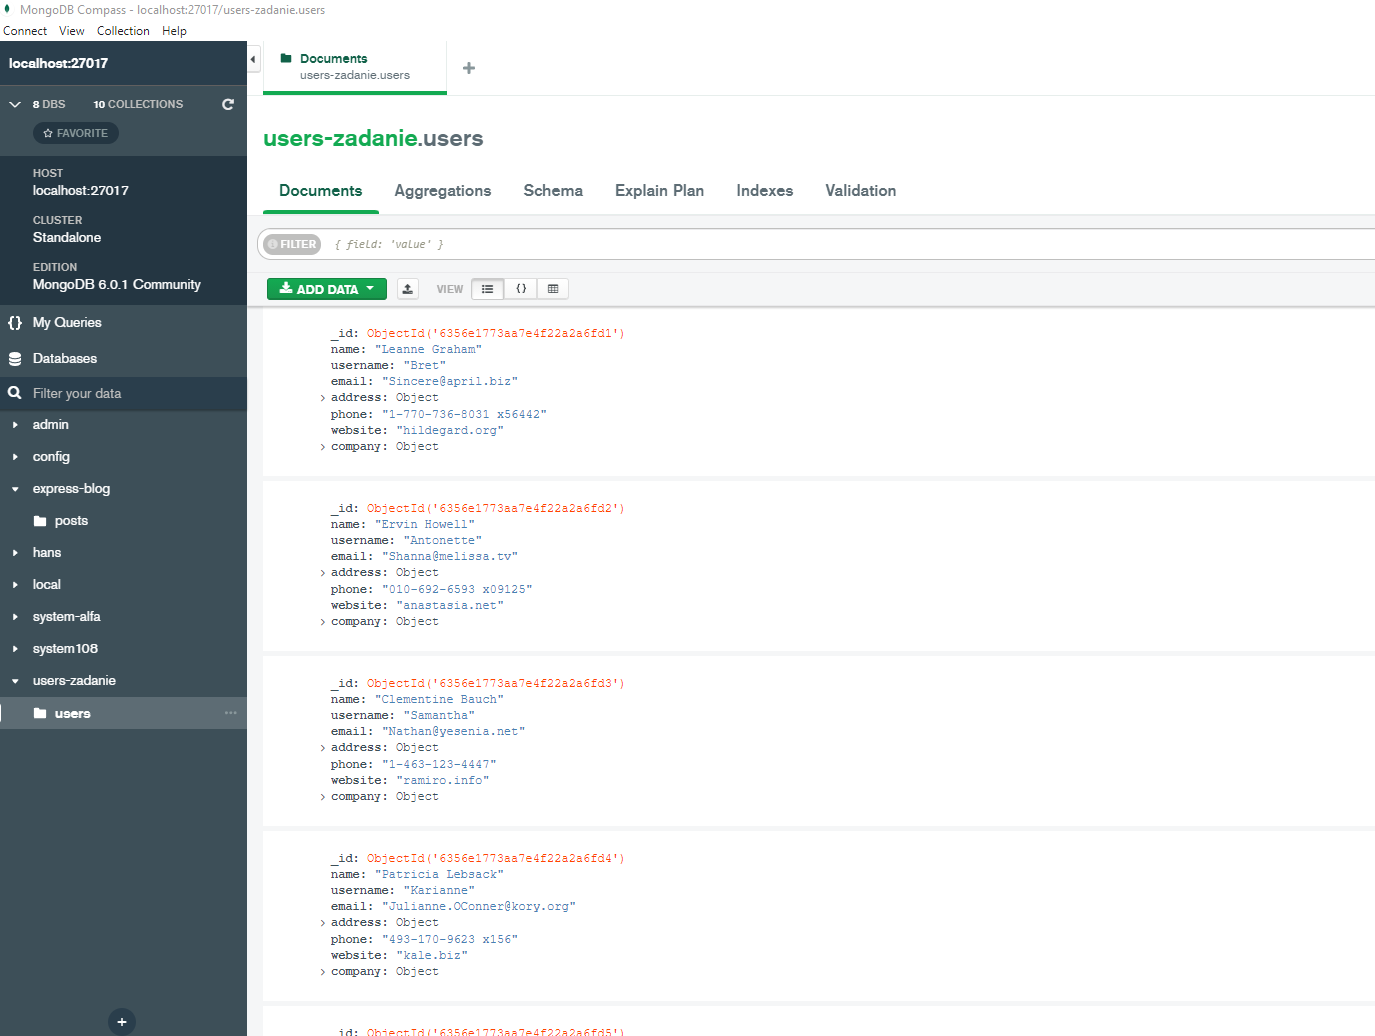 MongoDB Compass - localhost:27017/users-zadanie.users
Connect View Collection Help
localhost:27017
8 DBS 10 COLLECTIONS
FAVORITE
HOST
localhost:27017
CLUSTER
Standalone
EDITION
MongoDB 6.0.1 Community
My Queries
Databases
Filter your data
admin
config
express-blog
posts
hans
local
system-alfa
system108
users-zadanie
users
Documents
users-zadanie.users
users-zadanie.users
Documents Aggregations Schema Explain Plan Indexes Validation
FILTER { field: 'value' }
ADD DATA VIEW {}
_id: ObjectId('6356e1773aa7e4f22a2a6fd1')
name: "Leanne Graham"
username: "Bret"
email: "Sincere@april.biz"
address: Object
phone: "1-770-736-8031 x56442"
website: "hildegard.org"
company: Object
_id: ObjectId('6356e1773aa7e4f22a2a6fd2')
name: "Ervin Howell"
username: "Antonette"
email: "Shanna@melissa.tv"
address: Object
phone: "010-692-6593 x09125"
website: "anastasia.net"
company: Object
_id: ObjectId('6356e1773aa7e4f22a2a6fd3')
name: "Clementine Bauch"
username: "Samantha"
email: "Nathan@yesenia.net"
address: Object
phone: "1-463-123-4447"
website: "ramiro.info"
company: Object
_id: ObjectId('6356e1773aa7e4f22a2a6fd4')
name: "Patricia Lebsack"
username: "Karianne"
email: "Julianne.OConner@kory.org"
address: Object
phone: "493-170-9623 x156"
website: "kale.biz"
company: Object
_id: ObjectId('6356e1773aa7e4f22a2a6fd5')